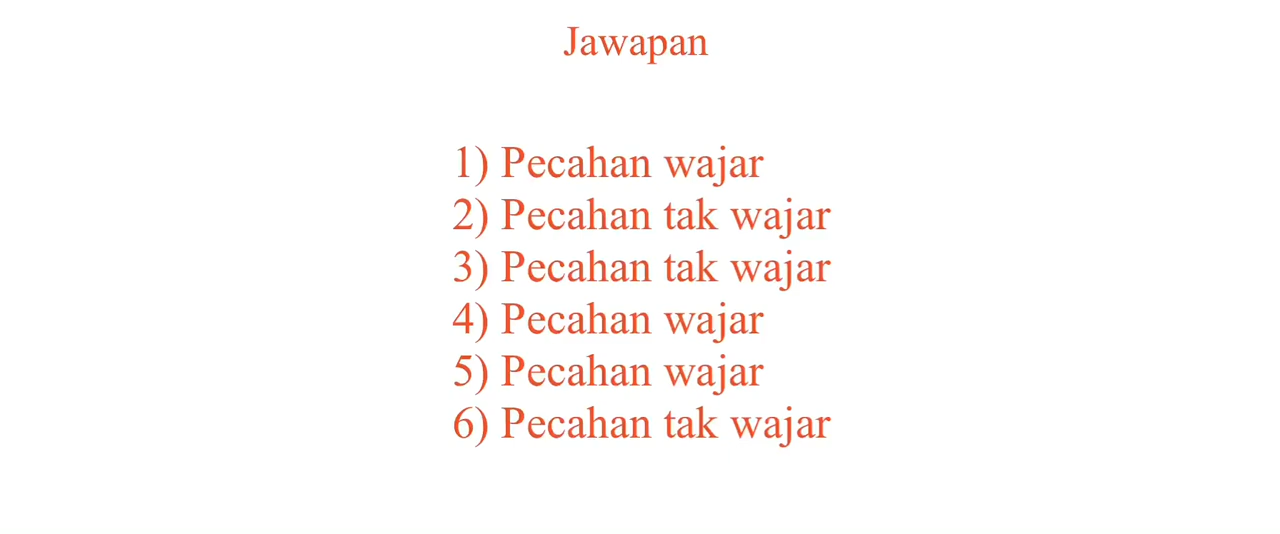 Jawapan
1) Pecahan wajar
2) Pecahan tak wajar
3) Pecahan tak wajar
4) Pecahan wajar
5) Pecahan wajar
6) Pecahan tak wajar